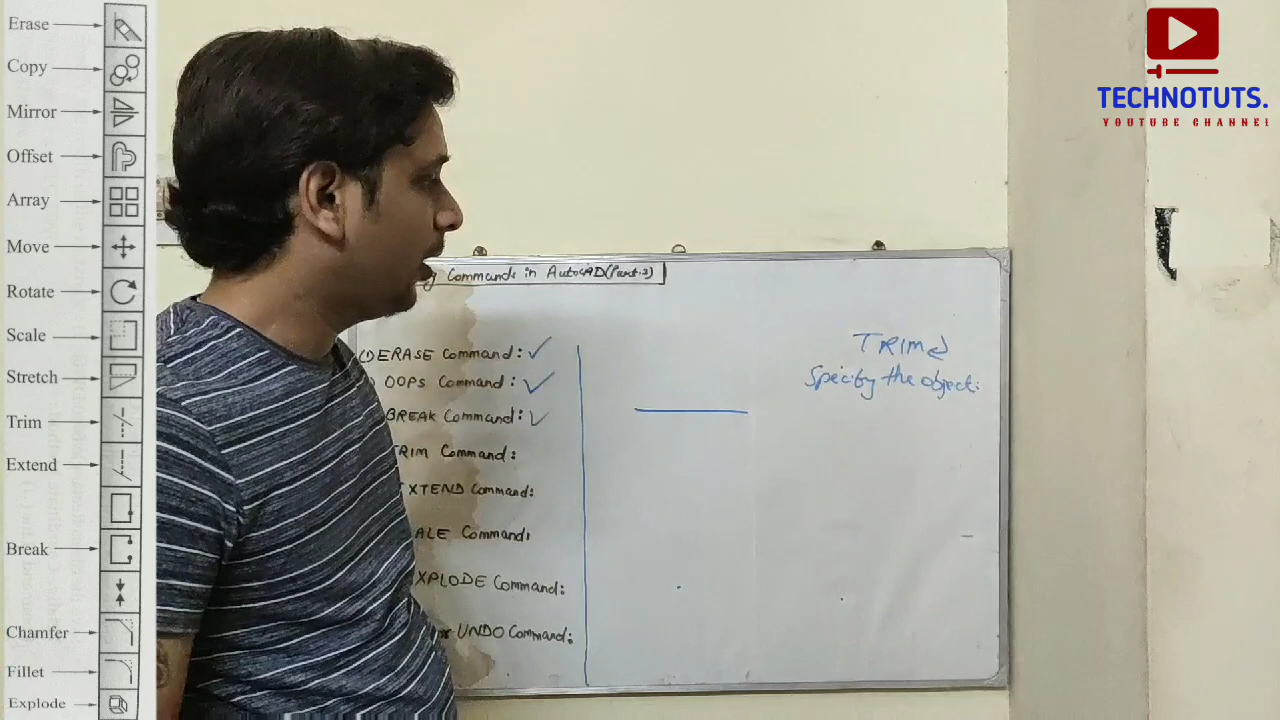 Erase
Copy
Mirror
Offset
Array
Move
Rotate
Scale
Stretch
Trim
Extend
Break
Chamfer
Fillet
Explode
TECHNOTUTS.
YOUTUBE CHANNEL
Commands in AutoCAD (Part-2)
ERASE Command:
OOPS Command:
BREAK Command:
TRIM Command:
XTEND Command:
ALE Command:
XPLODE Command:
UNDO Command:
TRIM
Specify the object: